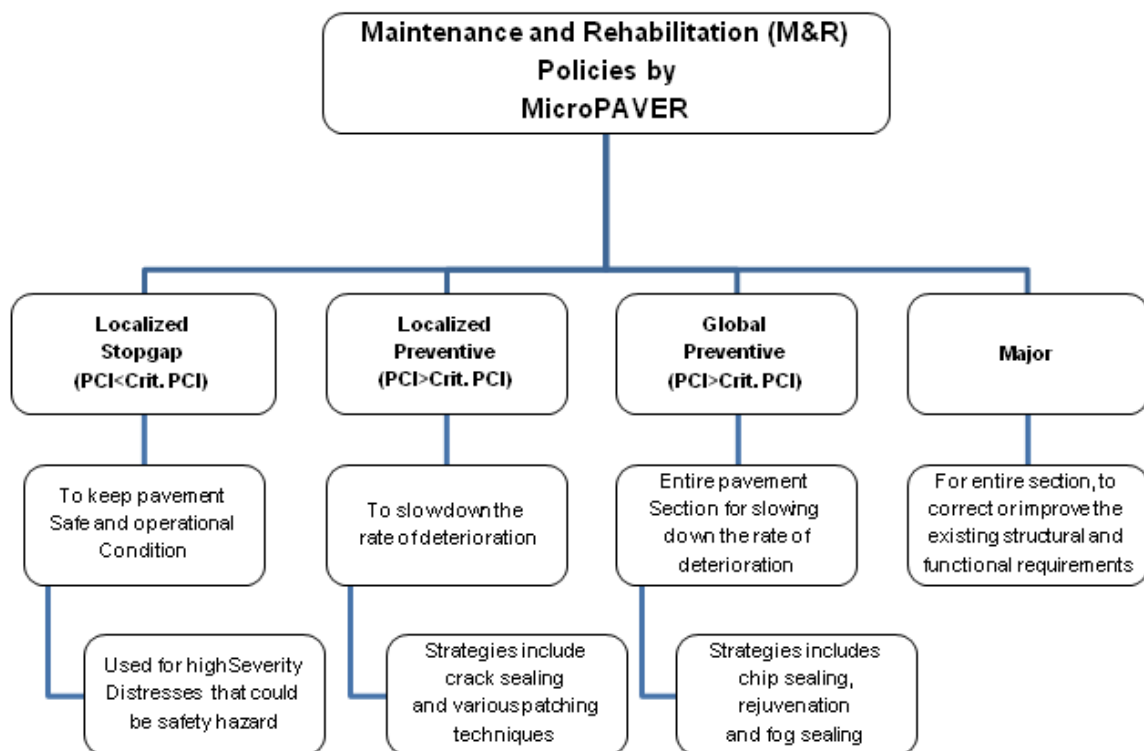 Maintenance and Rehabilitation (M&R)
Policies by
MicroPAVER
Localized
Stopgap
(PCI<Crit. PCI)
Localized
Preventive
(PCI>Crit. PCI)
Global
Preventive
(PCI>Crit. PCI)
Major
To keep pavement
Safe and operational
Condition
To slowdown the
rate of deterioration
Entire pavement
Section for slowing
down the rate of
deterioration
For entire section, to
correct or improve the
existing structural and
functional requirements
Used for high Severity
Distresses that could
be safety hazard
Strategies include
crack sealing
and various patching
techniques
Strategies includes
chip sealing,
rejuvenation
and fog sealing